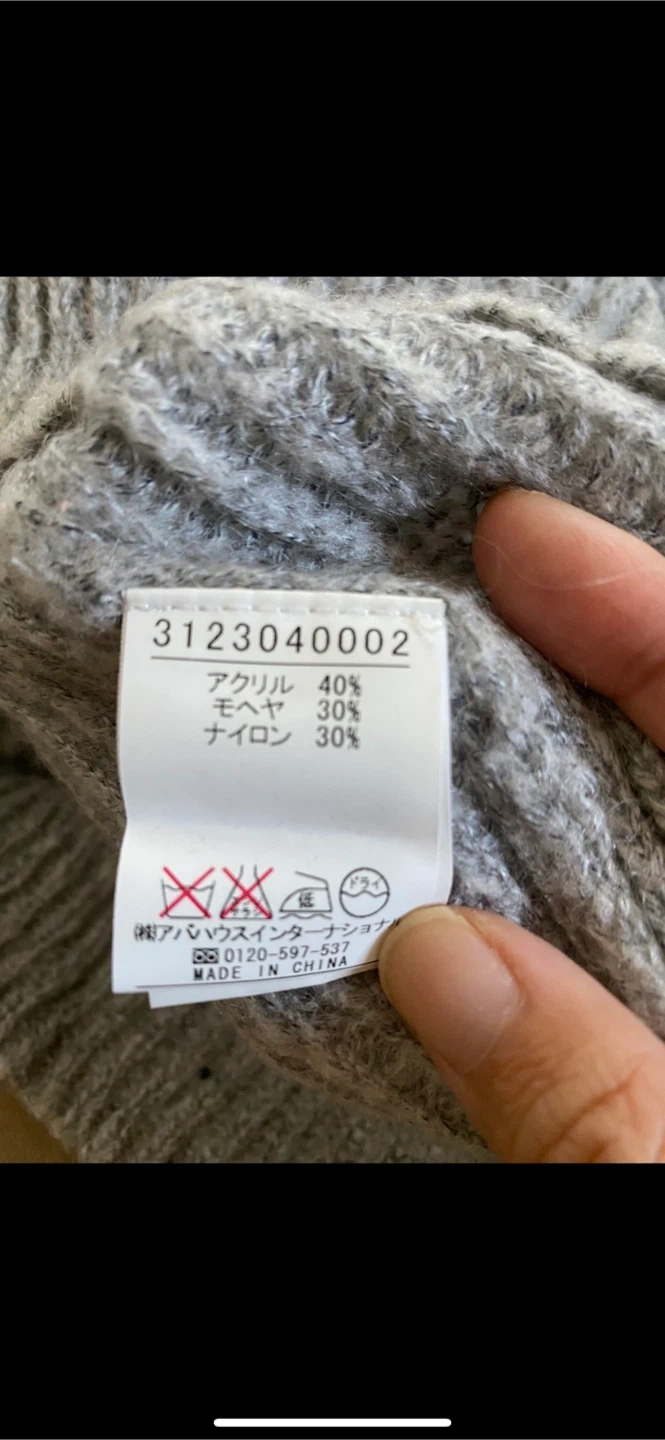 3123040002
アクリル 40%
モヘヤ 30%
ナイロン 30%
低 ドライ
(株)アバハウスインターナショナル
0120-597-537
MADE IN CHINA